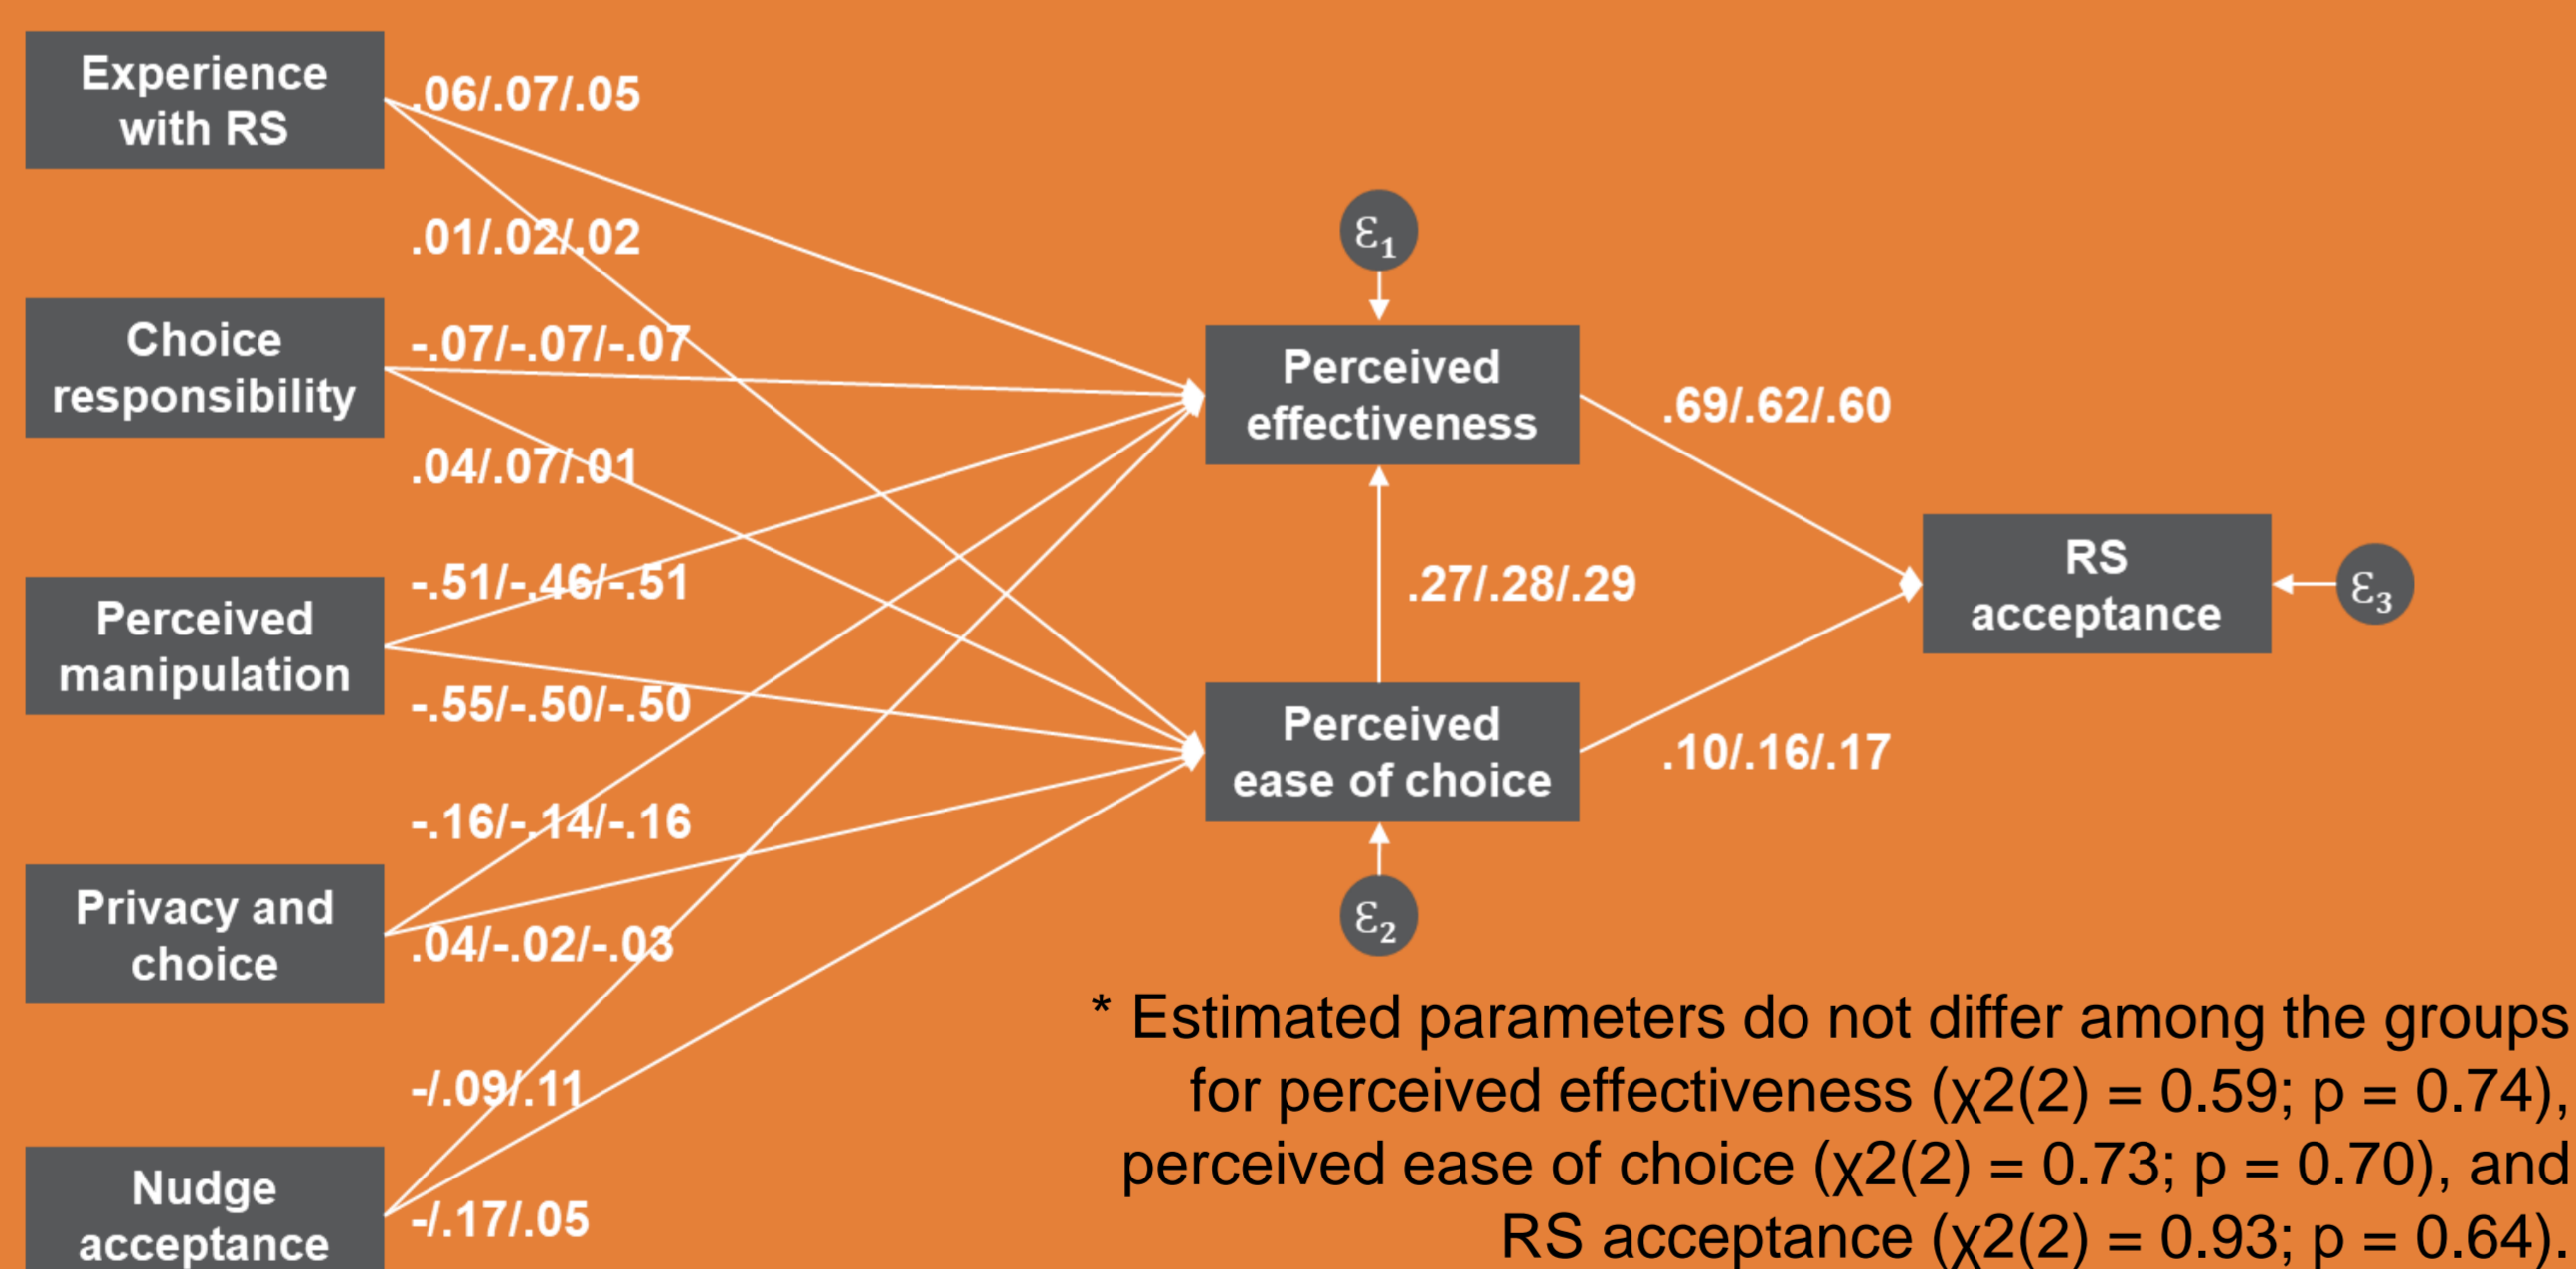 Experience
with RS
.06/.07/.05
.01/.02/.02
Choice
responsibility
-.07/-.07/-.07
.04/.07/.01
Perceived
manipulation
-.51/-.46/-.51
-.55/-.50/-.50
Privacy and
choice
-.16/-.14/-.16
.04/-.02/-.03
Nudge
acceptance
-/.09/.11
-/.17/.05
ε1
Perceived
effectiveness
.69/.62/.60
.27/.28/.29
Perceived
ease of choice
.10/.16/.17
ε2
RS
acceptance
ε3
* Estimated parameters do not differ among the groups
for perceived effectiveness (χ2(2) = 0.59; p = 0.74),
perceived ease of choice (χ2(2) = 0.73; p = 0.70), and
RS acceptance (χ2(2) = 0.93; p = 0.64).